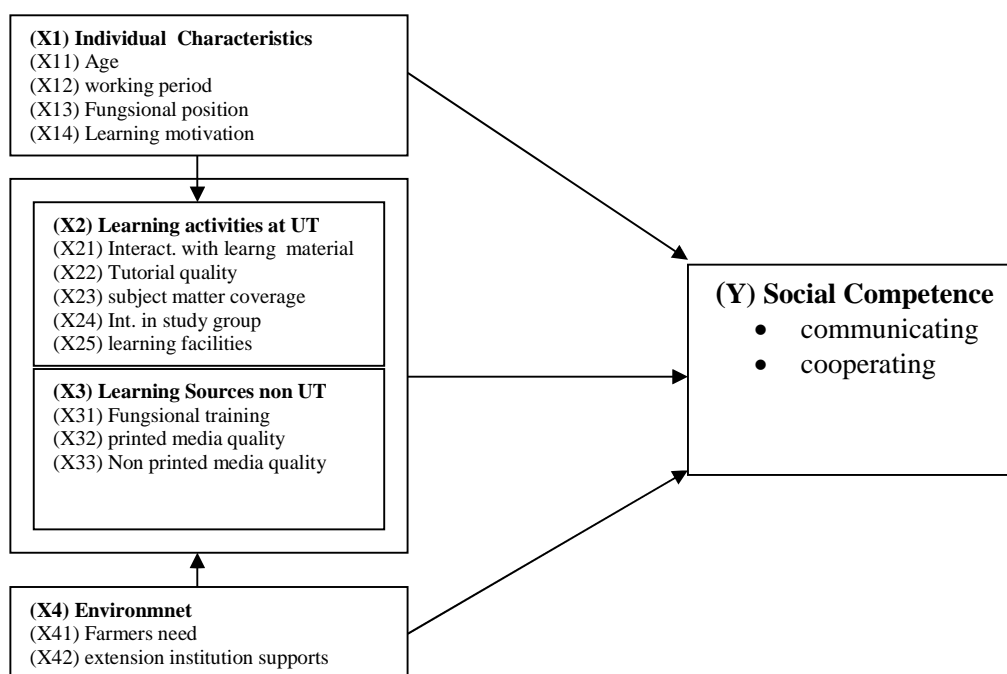 (X1) Individual Characteristics
(X11) Age
(X12) working period
(X13) Fungsional position
(X14) Learning motivation
(X2) Learning activities at UT
(X21) Interact. with learng material
(X22) Tutorial quality
(X23) subject matter coverage
(X24) Int. in study group
(X25) learning facilities
(X3) Learning Sources non UT
(X31) Fungsional training
(X32) printed media quality
(X33) Non printed media quality
(X4) Environmnet
(X41) Farmers need
(X42) extension institution supports
(Y) Social Competence
• communicating
• cooperating